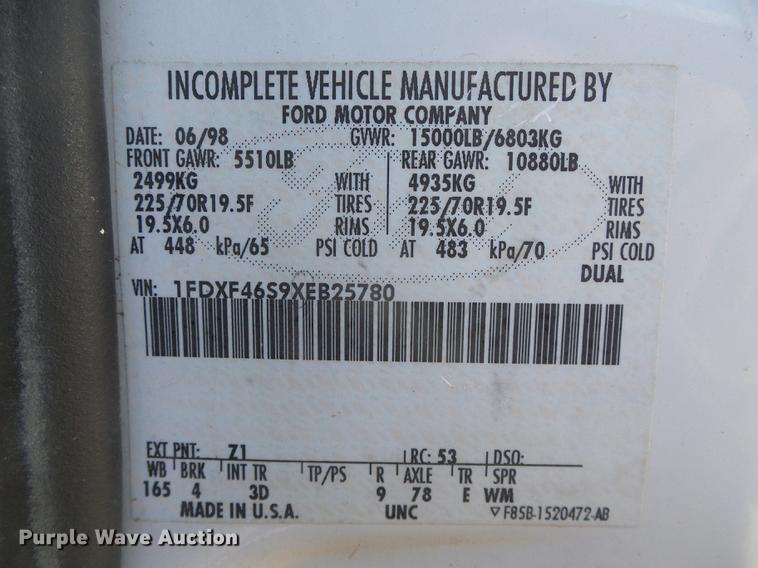 INCOMPLETE VEHICLE MANUFACTURED BY
FORD MOTOR COMPANY
DATE: 06/98 GVWR: 15000LB/6803KG
FRONT GAWR: 5510LB REAR GAWR: 10880LB
2499KG WITH 4935KG WITH
225/70R19.5F TIRES 225/70R19.5F TIRES
19.5X6.0 RIMS 19.5X6.0 RIMS
AT 448 kPa/65 PSI COLD AT 483 kPa/70 PSI COLD
DUAL
VIN: 1FDXF46S9XEB25780
EXT PNT: Z1 RC: 53 DSO:
WB BRK INT TR TP/PS R AXLE TR SPR
165 4 3D 9 78 E WM
MADE IN U.S.A. UNC ▽ F85B-1520472-AB
Purple Wave Auction